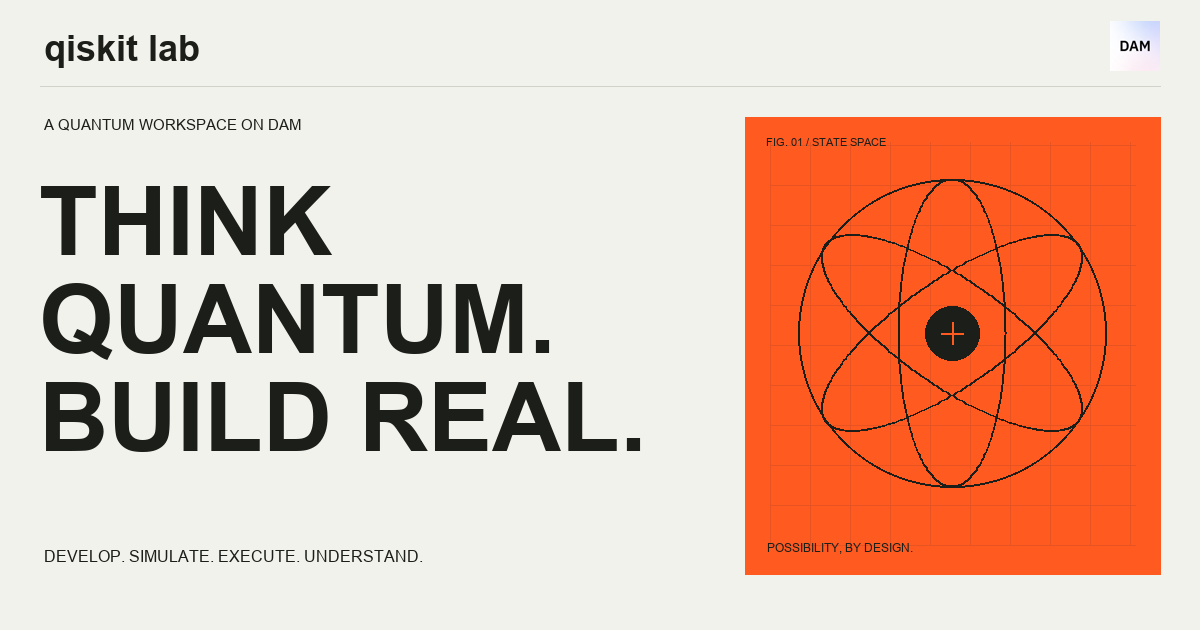 qiskit lab
DAM
A QUANTUM WORKSPACE ON DAM
THINK
QUANTUM.
BUILD REAL.
DEVELOP. SIMULATE. EXECUTE. UNDERSTAND.
FIG. 01 / STATE SPACE
POSSIBILITY, BY DESIGN.